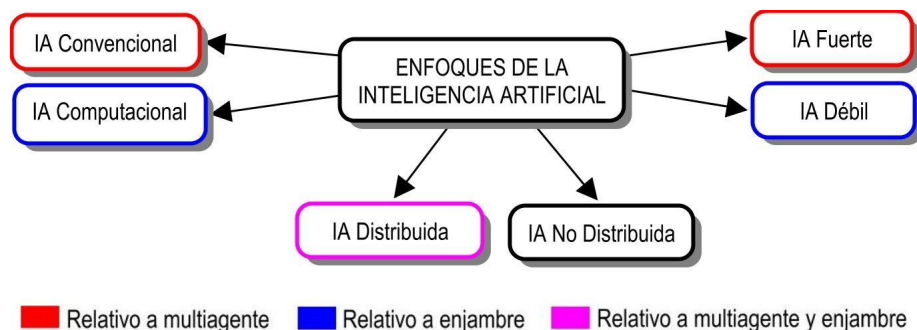 IA Convencional
IA Computacional
ENFOQUES DE LA
INTELIGENCIA ARTIFICIAL
IA Fuerte
IA Débil
IA Distribuida
IA No Distribuida
Relativo a multiagente
Relativo a enjambre
Relativo a multiagente y enjambre